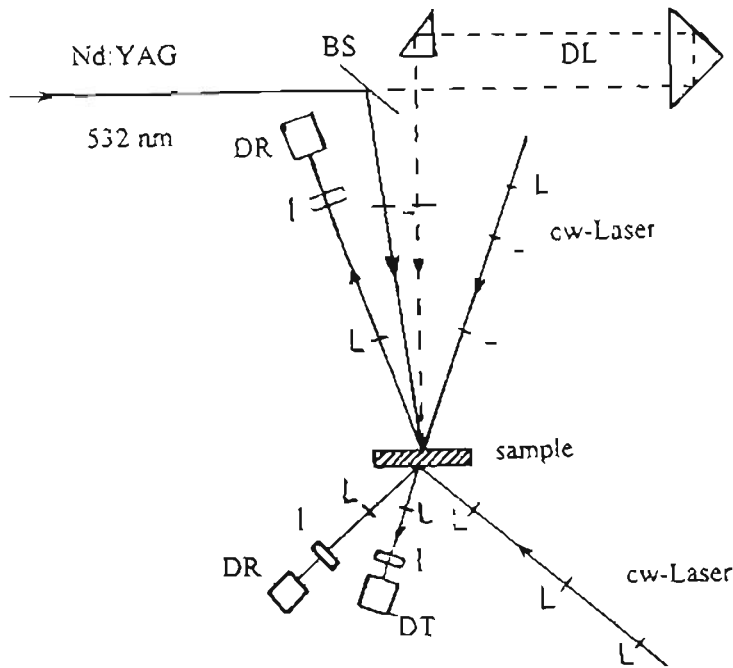 Nd:YAG
BS
DL
532 nm
DR
I
L
cw-Laser
L
sample
L
L
L
I
I
DR
DT
L
cw-Laser
L